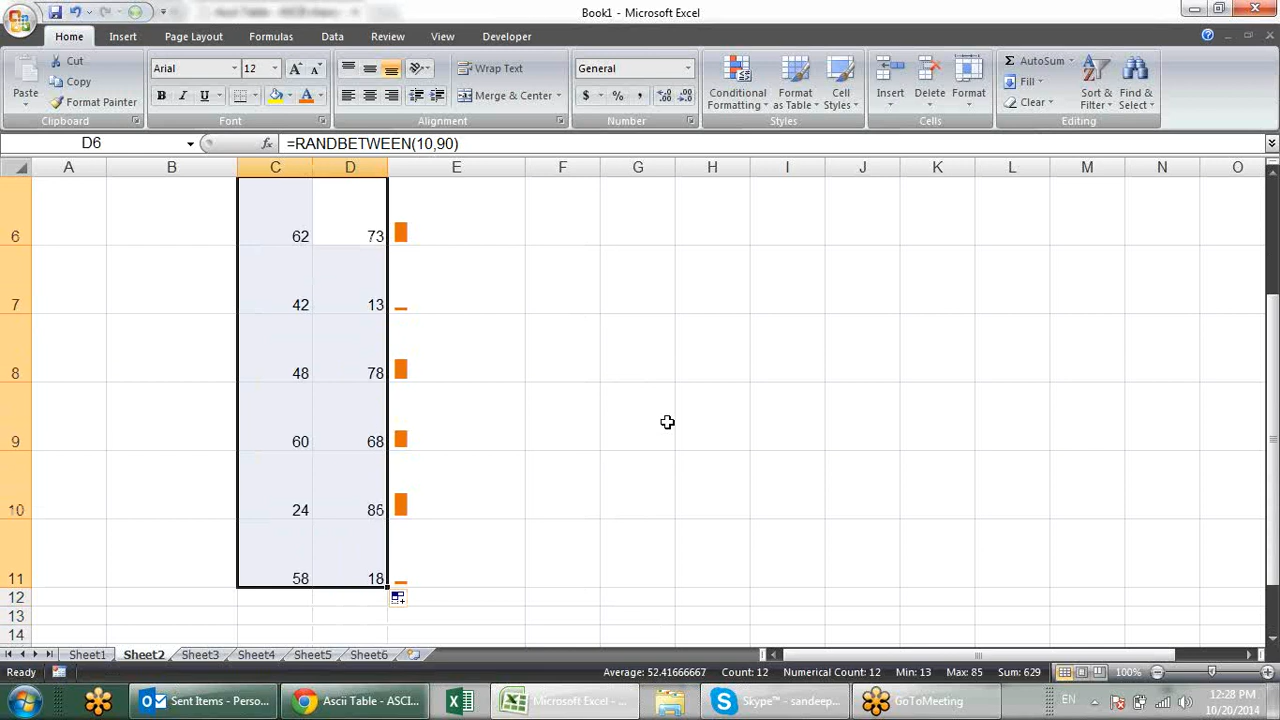 Book1 - Microsoft Excel
Home Insert Page Layout Formulas Data Review View Developer
Cut
Copy
Format Painter
Paste
Clipboard
Arial 12
B I U
Font
Wrap Text
Merge & Center
Alignment
General
$ % ,
Number
Conditional Formatting
Format as Table
Cell Styles
Styles
Insert Delete Format
Cells
Σ AutoSum
Fill
Clear
Sort & Filter
Find & Select
Editing
D6 fx =RANDBETWEEN(10,90)
A B C D E F G H I J K L M N O
6 62 73
7 42 13
8 48 78
9 60 68
10 24 85
11 58 18
12
13
14
Sheet1 Sheet2 Sheet3 Sheet4 Sheet5 Sheet6
Ready Average: 52.41666667 Count: 12 Numerical Count: 12 Min: 13 Max: 85 Sum: 629 100%
Sent Items - Perso... Ascii Table - ASCI... Microsoft Excel - ... Skype™ - sandeep... GoToMeeting EN 12:28 PM
10/20/2014